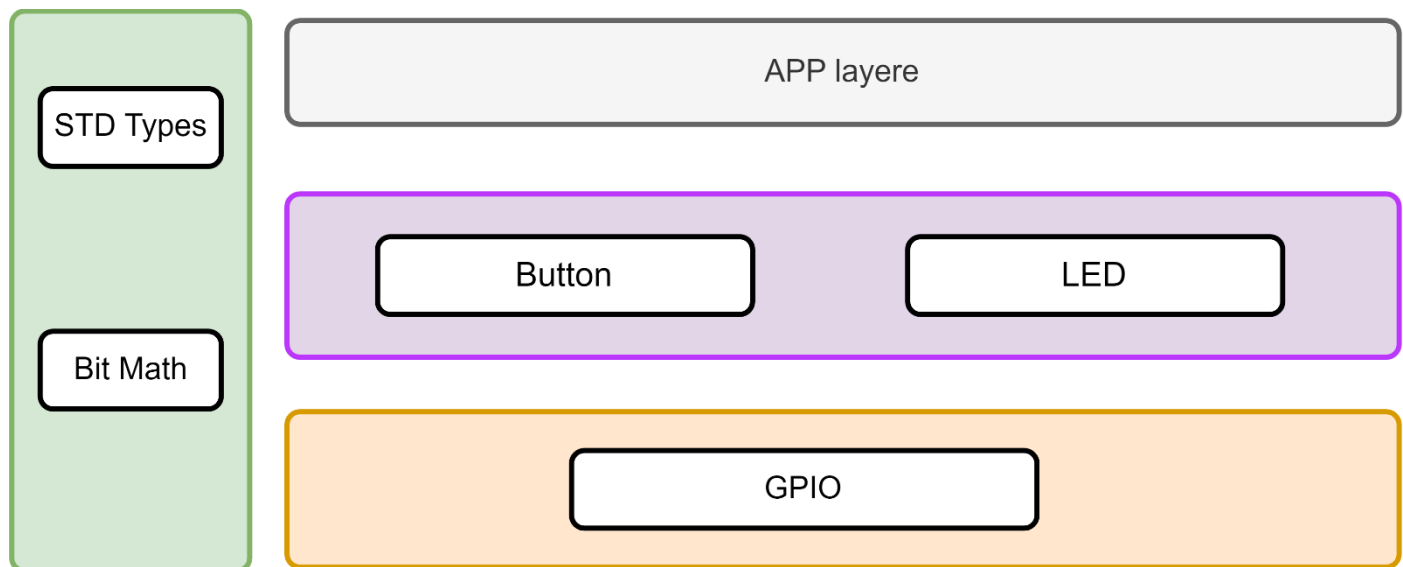 STD Types
Bit Math
APP layere
Button
LED
GPIO